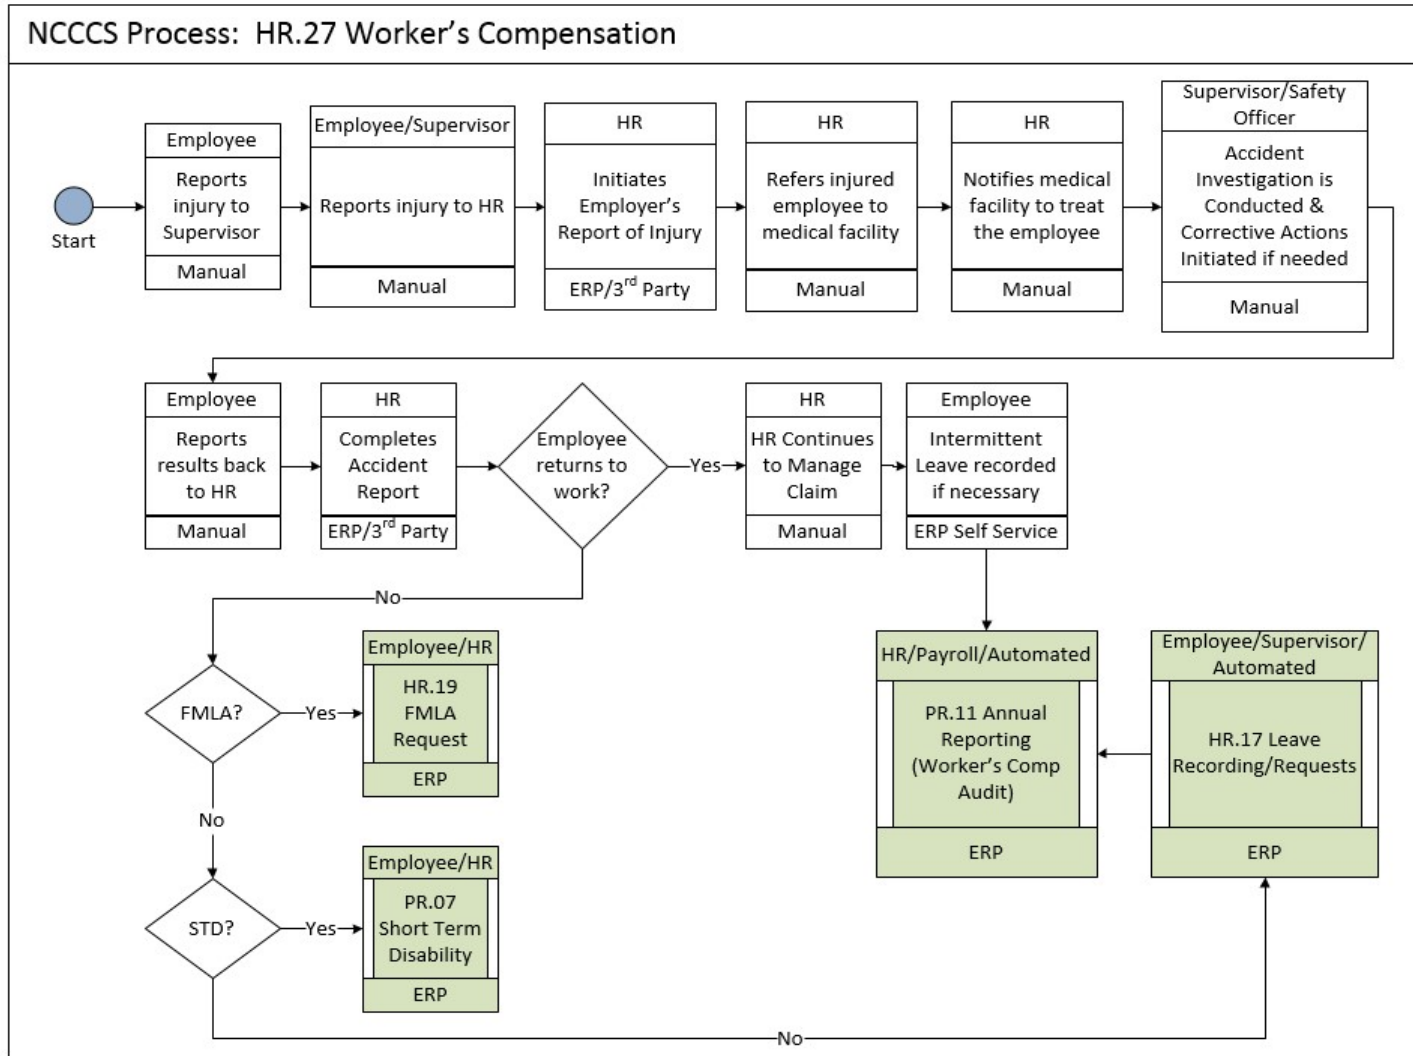 NCCCS Process:  HR.27 Worker's Compensation
Start
Employee
Reports
injury to
Supervisor
Manual
Employee/Supervisor
Reports injury to HR
Manual
HR
Initiates
Employer's
Report of Injury
ERP/3rd Party
HR
Refers injured
employee to
medical facility
Manual
HR
Notifies medical
facility to treat
the employee
Manual
Supervisor/Safety
Officer
Accident
Investigation is
Conducted &
Corrective Actions
Initiated if needed
Manual
Employee
Reports
results back
to HR
Manual
HR
Completes
Accident
Report
ERP/3rd Party
Employee
returns to
work?
Yes
HR
HR Continues
to Manage
Claim
Manual
Employee
Intermittent
Leave recorded
if necessary
ERP Self Service
No
FMLA?
Yes
Employee/HR
HR.19
FMLA
Request
ERP
HR/Payroll/Automated
PR.11 Annual
Reporting
(Worker's Comp
Audit)
ERP
Employee/Supervisor/
Automated
HR.17 Leave
Recording/Requests
ERP
No
STD?
Yes
Employee/HR
PR.07
Short Term
Disability
ERP
No